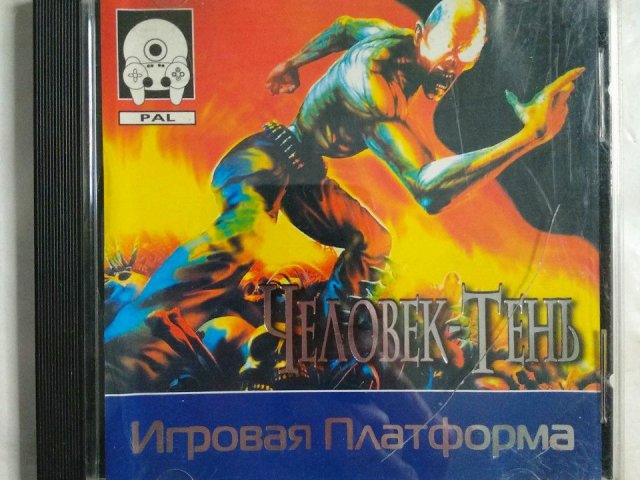 PAL
Человек-Тень
Игровая Платформа